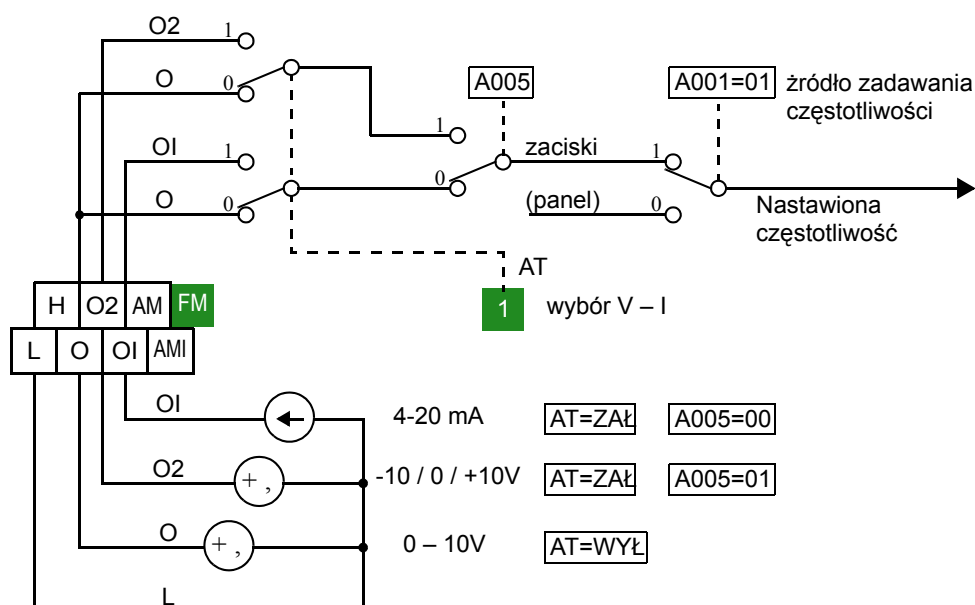 O2 1
O 0
A005
A001=01 żródło zadawania
częstotliwości
OI 1
1
zaciski 1
O 0
0
(panel) 0
Nastawiona
częstotliwość
AT
1 wybór V – I
H O2 AM FM
L O OI AMI
OI 4-20 mA AT=ZAŁ A005=00
O2 + , -10 / 0 / +10V AT=ZAŁ A005=01
O + , 0 – 10V AT=WYŁ
L